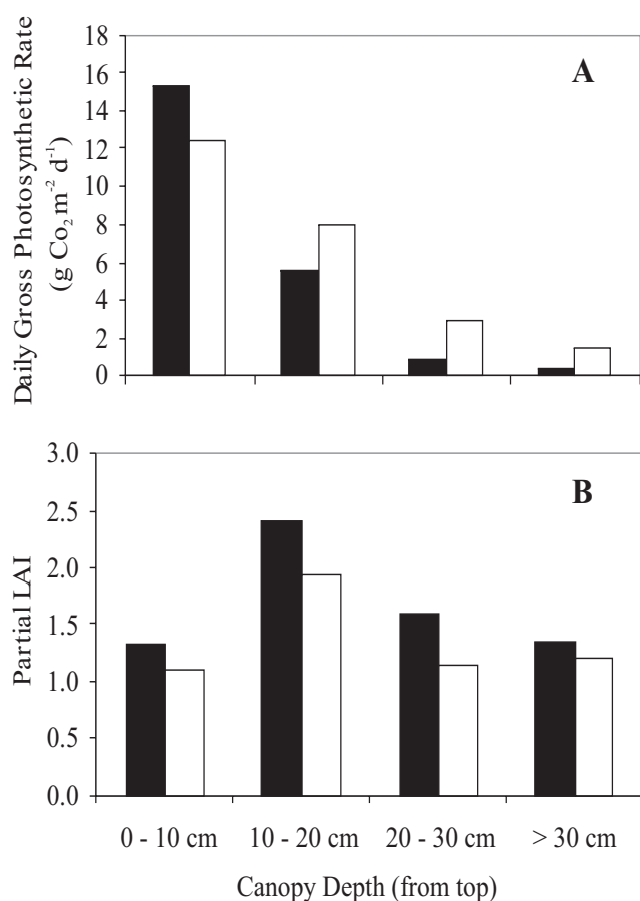 Daily Gross Photosynthetic Rate
(g Co₂ m⁻² d⁻¹)
18
16
14
12
10
8
6
4
2
0
A
Partial LAI
3.0
2.5
2.0
1.5
1.0
0.5
0.0
B
0 - 10 cm 10 - 20 cm 20 - 30 cm > 30 cm
Canopy Depth (from top)